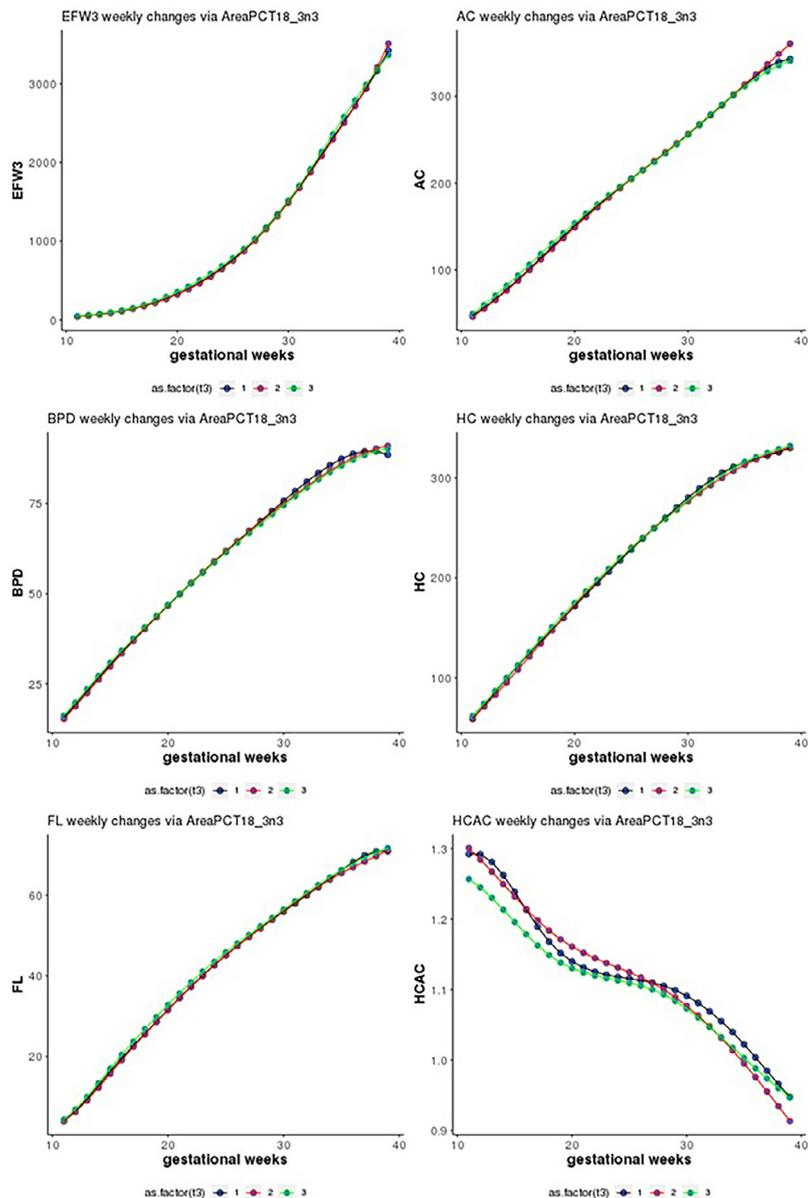 EFW3 weekly changes via AreaPCT18_3n3
EFW3
3000
2000
1000
0
10 20 30 40
gestational weeks
as.factor(t3) 1 2 3
AC weekly changes via AreaPCT18_3n3
AC
300
200
100
10 20 30 40
gestational weeks
as.factor(t3) 1 2 3
BPD weekly changes via AreaPCT18_3n3
BPD
75
50
25
10 20 30 40
gestational weeks
as.factor(t3) 1 2 3
HC weekly changes via AreaPCT18_3n3
HC
300
200
100
10 20 30 40
gestational weeks
as.factor(t3) 1 2 3
FL weekly changes via AreaPCT18_3n3
FL
60
40
20
10 20 30 40
gestational weeks
as.factor(t3) 1 2 3
HCAC weekly changes via AreaPCT18_3n3
HCAC
1.3
1.2
1.1
1.0
0.9
10 20 30 40
gestational weeks
as.factor(t3) 1 2 3